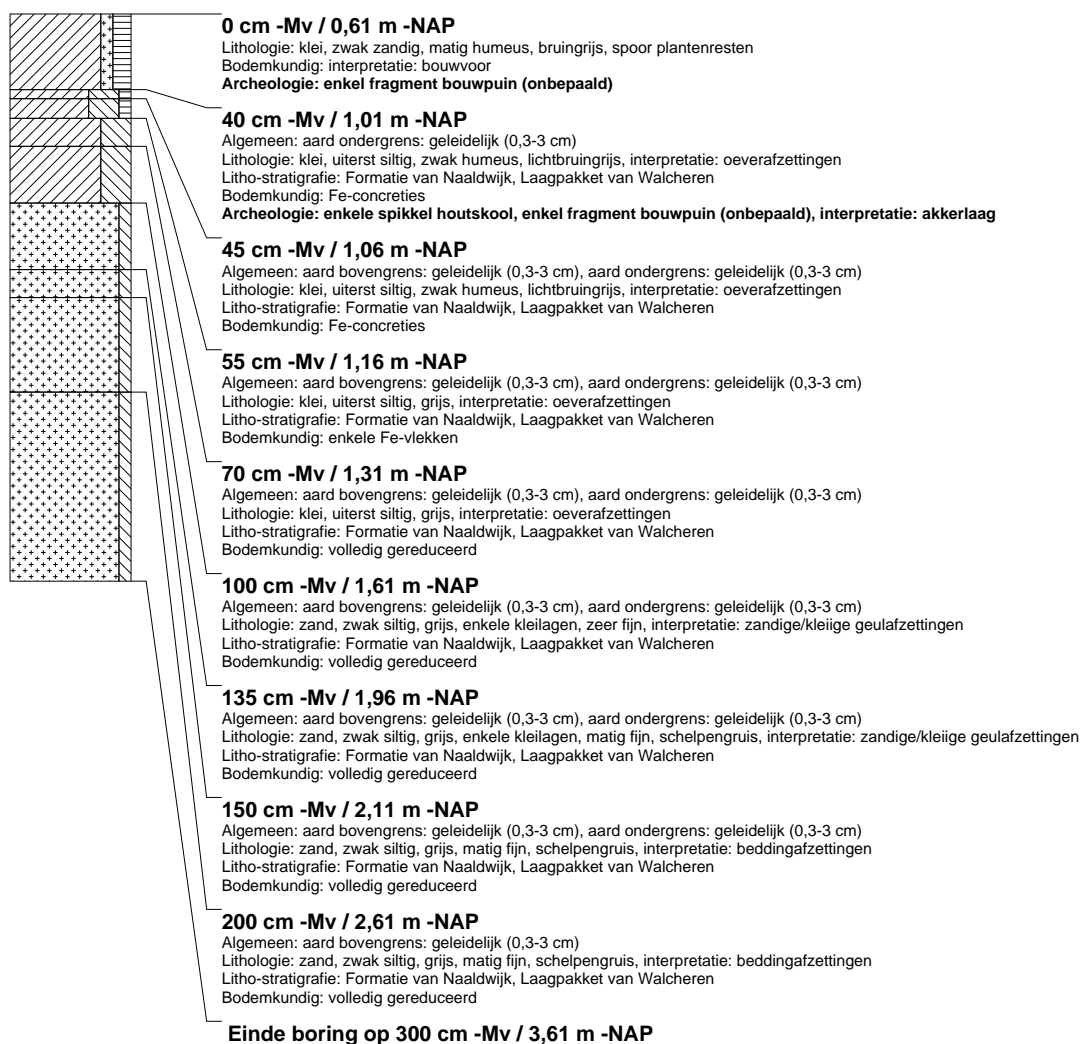 0 cm -Mv / 0,61 m -NAP
Lithologie: klei, zwak zandig, matig humeus, bruingrijs, spoor plantenresten
Bodemkundig: interpretatie: bouwvoor
Archeologie: enkel fragment bouwpuin (onbepaald)
40 cm -Mv / 1,01 m -NAP
Algemeen: aard ondergrens: geleidelijk (0,3-3 cm)
Lithologie: klei, uiterst siltig, zwak humeus, lichtbruingrijs, interpretatie: oeverafzettingen
Litho-stratigrafie: Formatie van Naaldwijk, Laagpakket van Walcheren
Bodemkundig: Fe-concreties
Archeologie: enkele spikkel houtskool, enkel fragment bouwpuin (onbepaald), interpretatie: akkerlaag
45 cm -Mv / 1,06 m -NAP
Algemeen: aard bovengrens: geleidelijk (0,3-3 cm), aard ondergrens: geleidelijk (0,3-3 cm)
Lithologie: klei, uiterst siltig, zwak humeus, lichtbruingrijs, interpretatie: oeverafzettingen
Litho-stratigrafie: Formatie van Naaldwijk, Laagpakket van Walcheren
Bodemkundig: Fe-concreties
55 cm -Mv / 1,16 m -NAP
Algemeen: aard bovengrens: geleidelijk (0,3-3 cm), aard ondergrens: geleidelijk (0,3-3 cm)
Lithologie: klei, uiterst siltig, grijs, interpretatie: oeverafzettingen
Litho-stratigrafie: Formatie van Naaldwijk, Laagpakket van Walcheren
Bodemkundig: enkele Fe-vlekken
70 cm -Mv / 1,31 m -NAP
Algemeen: aard bovengrens: geleidelijk (0,3-3 cm), aard ondergrens: geleidelijk (0,3-3 cm)
Lithologie: klei, uiterst siltig, grijs, interpretatie: oeverafzettingen
Litho-stratigrafie: Formatie van Naaldwijk, Laagpakket van Walcheren
Bodemkundig: volledig gereduceerd
100 cm -Mv / 1,61 m -NAP
Algemeen: aard bovengrens: geleidelijk (0,3-3 cm), aard ondergrens: geleidelijk (0,3-3 cm)
Lithologie: zand, zwak siltig, grijs, enkele kleilagen, zeer fijn, interpretatie: zandige/kleiige geulafzettingen
Litho-stratigrafie: Formatie van Naaldwijk, Laagpakket van Walcheren
Bodemkundig: volledig gereduceerd
135 cm -Mv / 1,96 m -NAP
Algemeen: aard bovengrens: geleidelijk (0,3-3 cm), aard ondergrens: geleidelijk (0,3-3 cm)
Lithologie: zand, zwak siltig, grijs, enkele kleilagen, matig fijn, schelpengruis, interpretatie: zandige/kleiige geulafzettingen
Litho-stratigrafie: Formatie van Naaldwijk, Laagpakket van Walcheren
Bodemkundig: volledig gereduceerd
150 cm -Mv / 2,11 m -NAP
Algemeen: aard bovengrens: geleidelijk (0,3-3 cm), aard ondergrens: geleidelijk (0,3-3 cm)
Lithologie: zand, zwak siltig, grijs, matig fijn, schelpengruis, interpretatie: beddingafzettingen
Litho-stratigrafie: Formatie van Naaldwijk, Laagpakket van Walcheren
Bodemkundig: volledig gereduceerd
200 cm -Mv / 2,61 m -NAP
Algemeen: aard bovengrens: geleidelijk (0,3-3 cm)
Lithologie: zand, zwak siltig, grijs, matig fijn, schelpengruis, interpretatie: beddingafzettingen
Litho-stratigrafie: Formatie van Naaldwijk, Laagpakket van Walcheren
Bodemkundig: volledig gereduceerd
Einde boring op 300 cm -Mv / 3,61 m -NAP